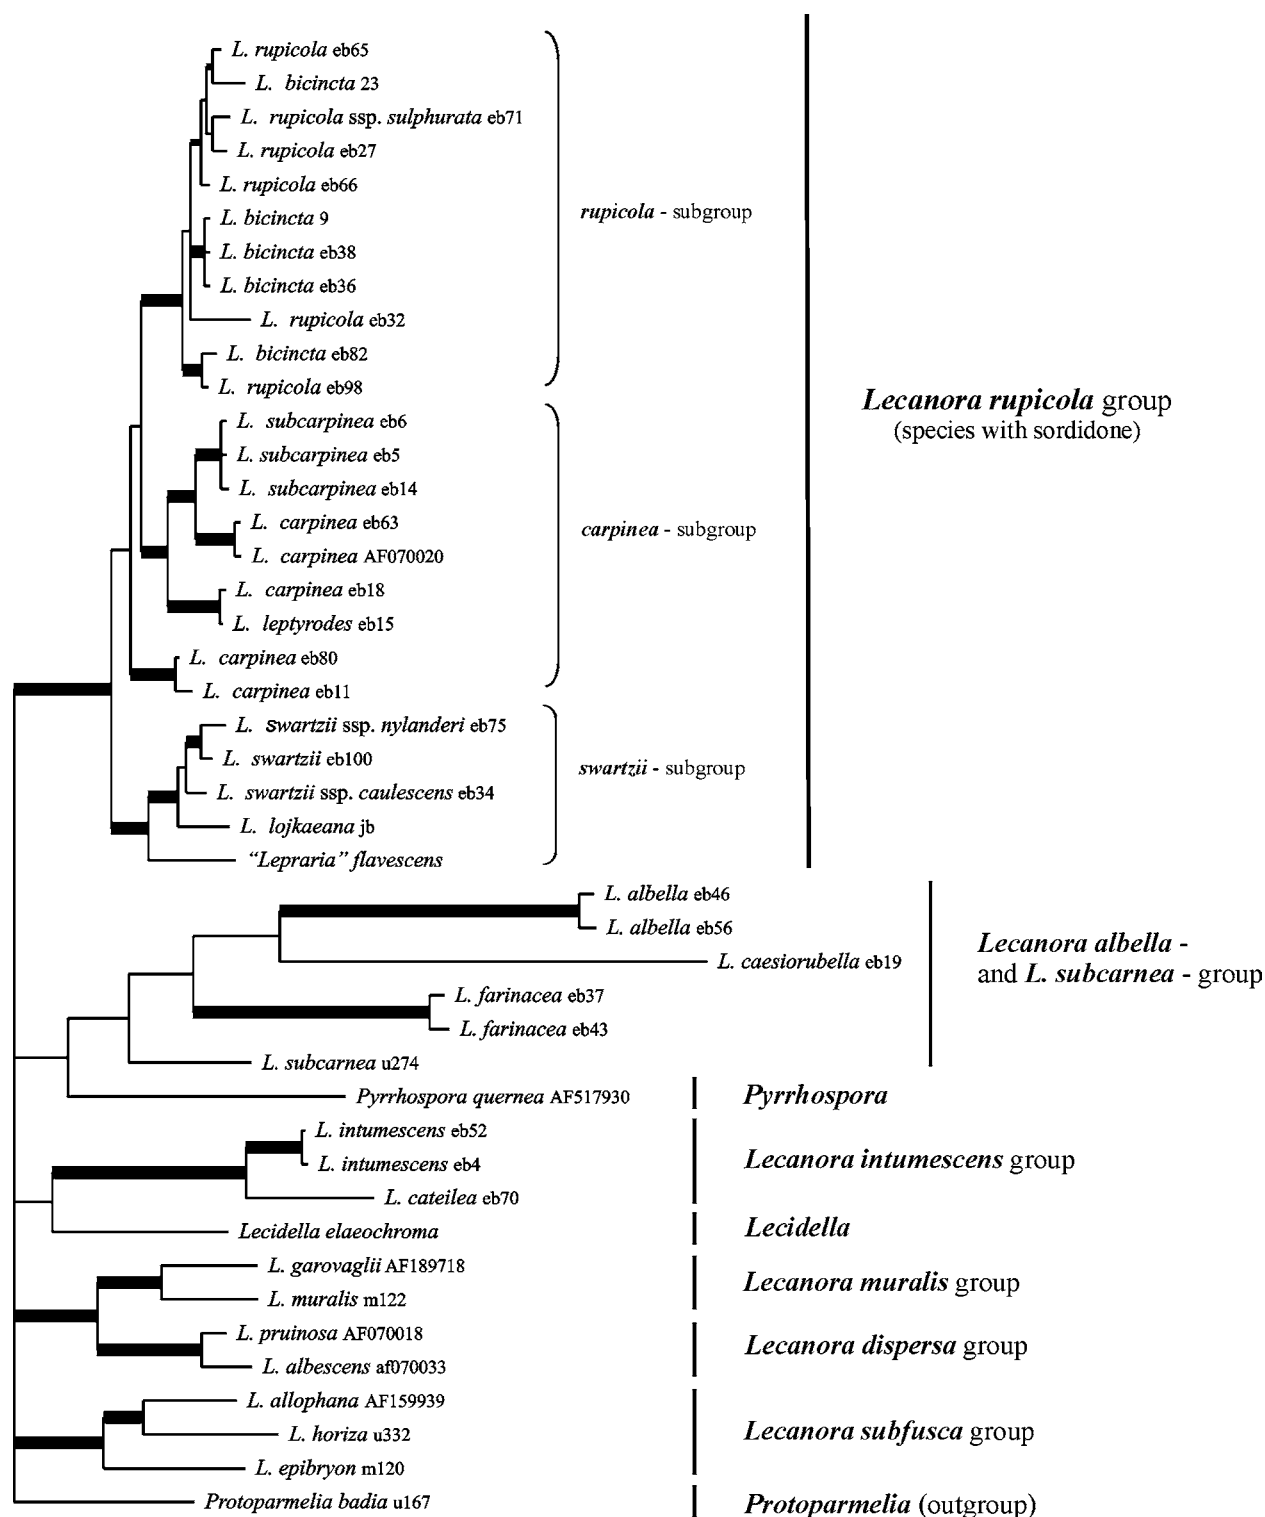 L. rupicola eb65
L. bicincta 23
L. rupicola ssp. sulphurata eb71
L. rupicola eb27
L. rupicola eb66
L. bicincta 9
L. bicincta eb38
L. bicincta eb36
L. rupicola eb32
L. bicincta eb82
L. rupicola eb98
rupicola - subgroup
L. subcarpinea eb6
L. subcarpinea eb5
L. subcarpinea eb14
L. carpinea eb63
L. carpinea AF070020
L. carpinea eb18
L. leptyrodes eb15
L. carpinea eb80
L. carpinea eb11
carpinea - subgroup
L. swartzii ssp. nylanderi eb75
L. swartzii eb100
L. swartzii ssp. caulescens eb34
L. lojkaeana jb
“Lepraria” flavescens
swartzii - subgroup
Lecanora rupicola group
(species with sordidone)
L. albella eb46
L. albella eb56
L. caesiorubella eb19
L. farinacea eb37
L. farinacea eb43
L. subcarnea u274
Lecanora albella -
and L. subcarnea - group
Pyrrhospora quernea AF517930
Pyrrhospora
L. intumescens eb52
L. intumescens eb4
L. cateilea eb70
Lecanora intumescens group
Lecidella elaeochroma
Lecidella
L. garovaglii AF189718
L. muralis m122
Lecanora muralis group
L. pruinosa AF070018
L. albescens af070033
Lecanora dispersa group
L. allophana AF159939
L. horiza u332
L. epibryon m120
Lecanora subfusca group
Protoparmelia badia u167
Protoparmelia (outgroup)